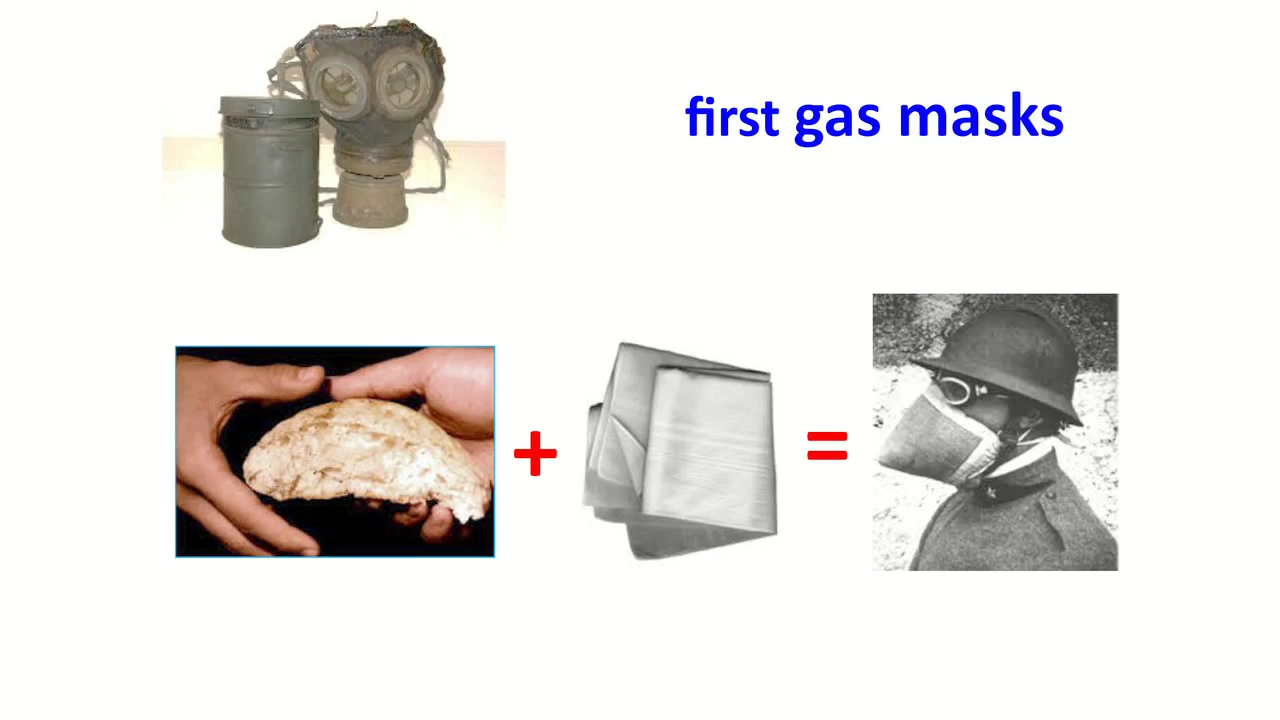 first gas masks
+
=